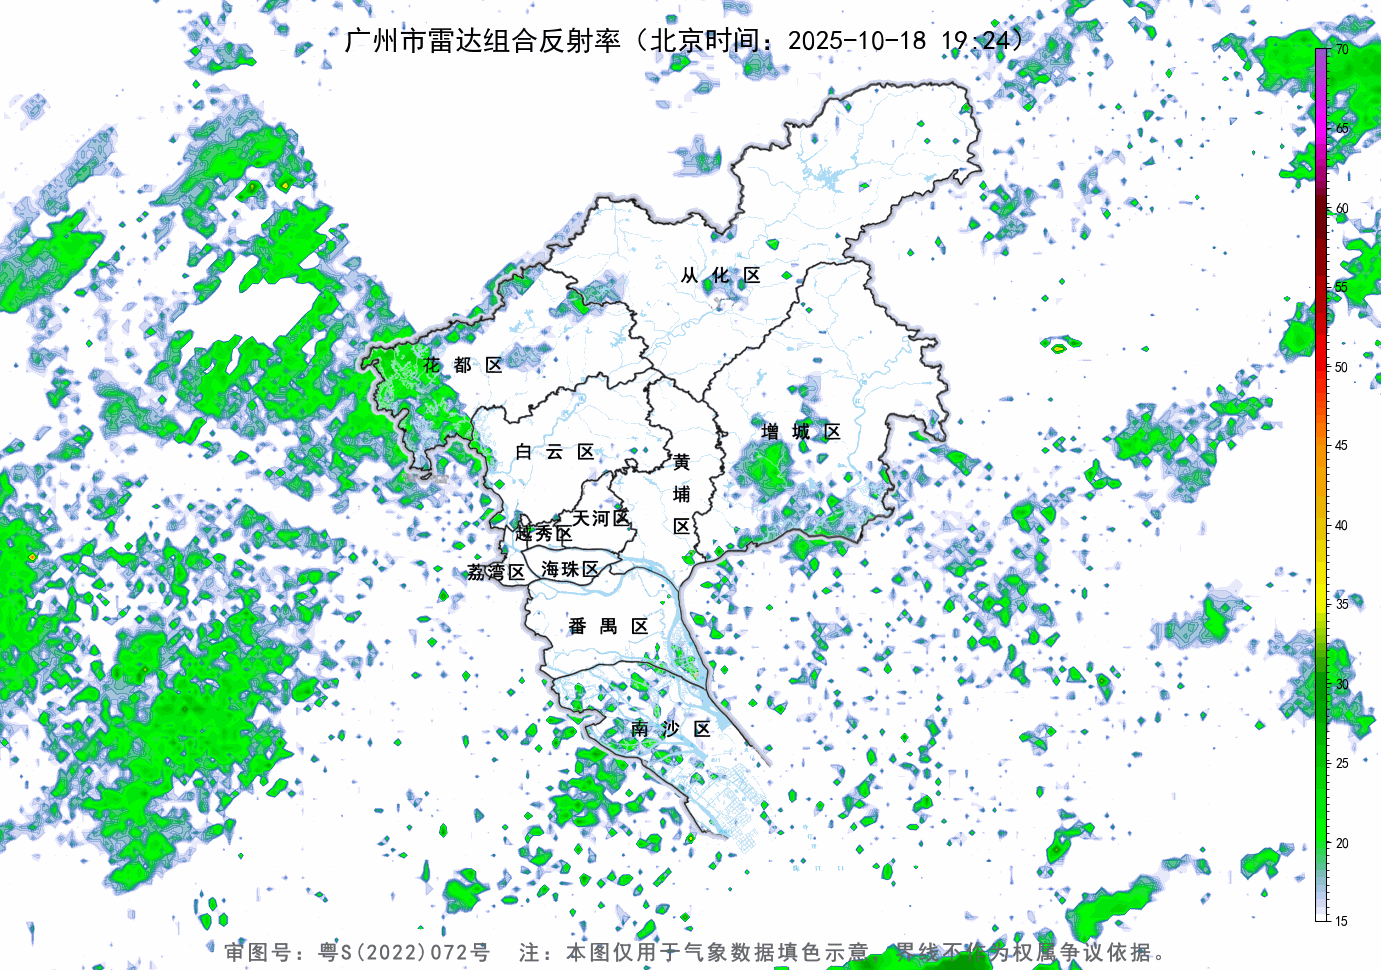 广州市雷达组合反射率（北京时间：2025-10-18 19:24）
70
65
60
55
50
45
40
35
30
25
20
15
从化区
花都区
增城区
白云区
黄埔区
天河区
越秀区
荔湾区
海珠区
番禺区
南沙区
审图号：粤S(2022)072号 注：本图仅用于气象数据填色示意，界线不作为权属争议依据。